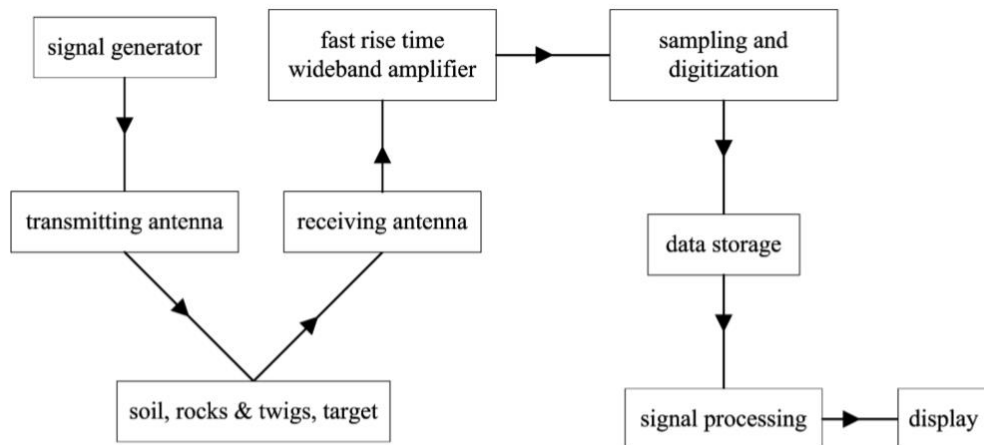 signal generator
fast rise time
wideband amplifier
sampling and
digitization
transmitting antenna
receiving antenna
data storage
soil, rocks & twigs, target
signal processing
display